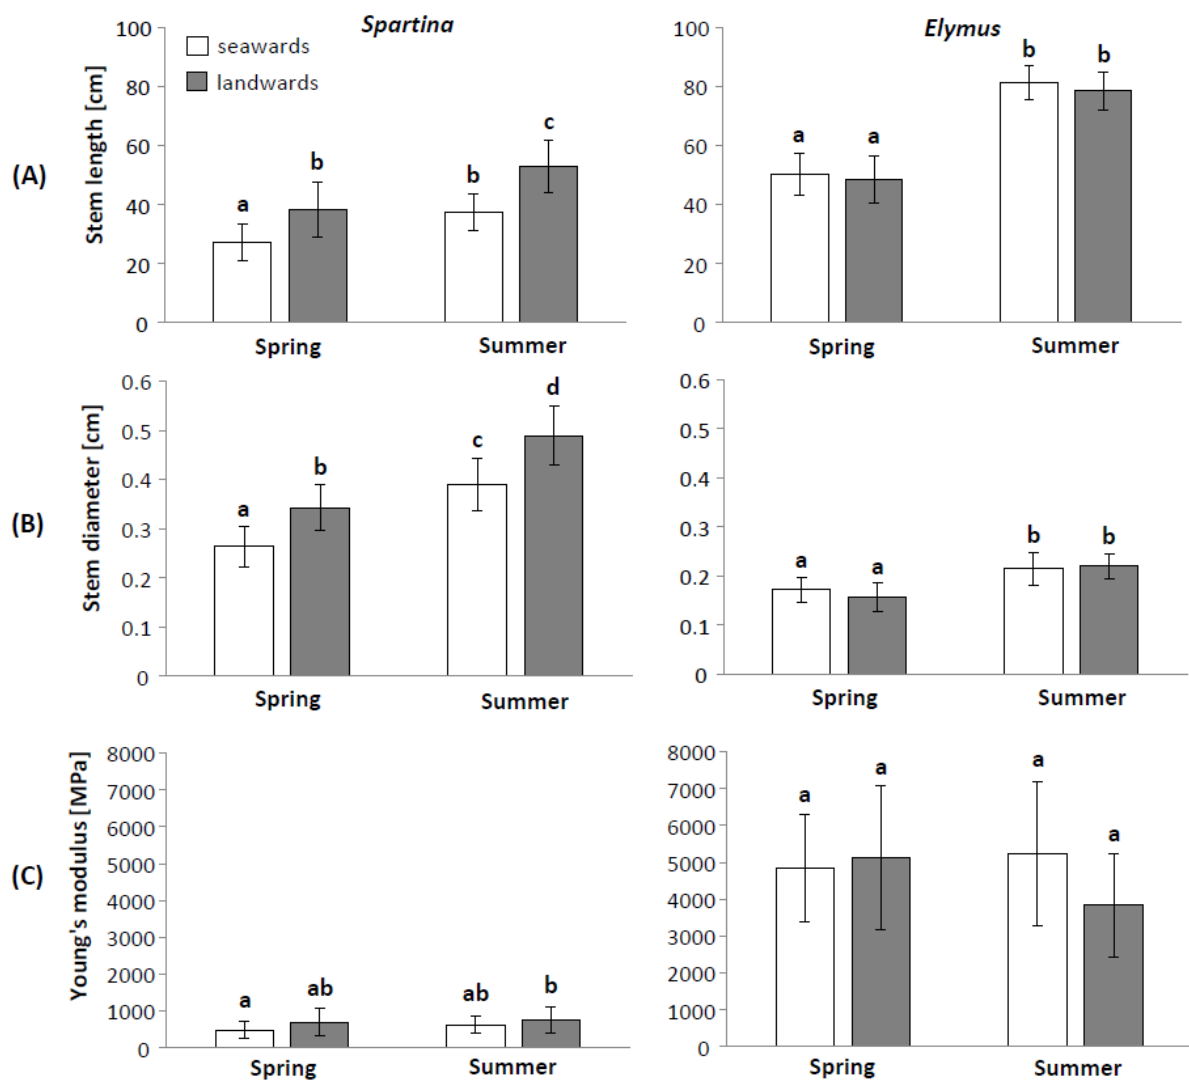 Spartina
Elymus
seawards
landwards
(A)
Stem length [cm]
100
80
60
40
20
0
a
b
b
c
Spring
Summer
100
80
60
40
20
0
a
a
b
b
Spring
Summer
(B)
Stem diameter [cm]
0.6
0.5
0.4
0.3
0.2
0.1
0
a
b
c
d
Spring
Summer
0.6
0.5
0.4
0.3
0.2
0.1
0
a
a
b
b
Spring
Summer
(C)
Young's modulus [MPa]
8000
7000
6000
5000
4000
3000
2000
1000
0
a
ab
ab
b
Spring
Summer
8000
7000
6000
5000
4000
3000
2000
1000
0
a
a
a
a
Spring
Summer